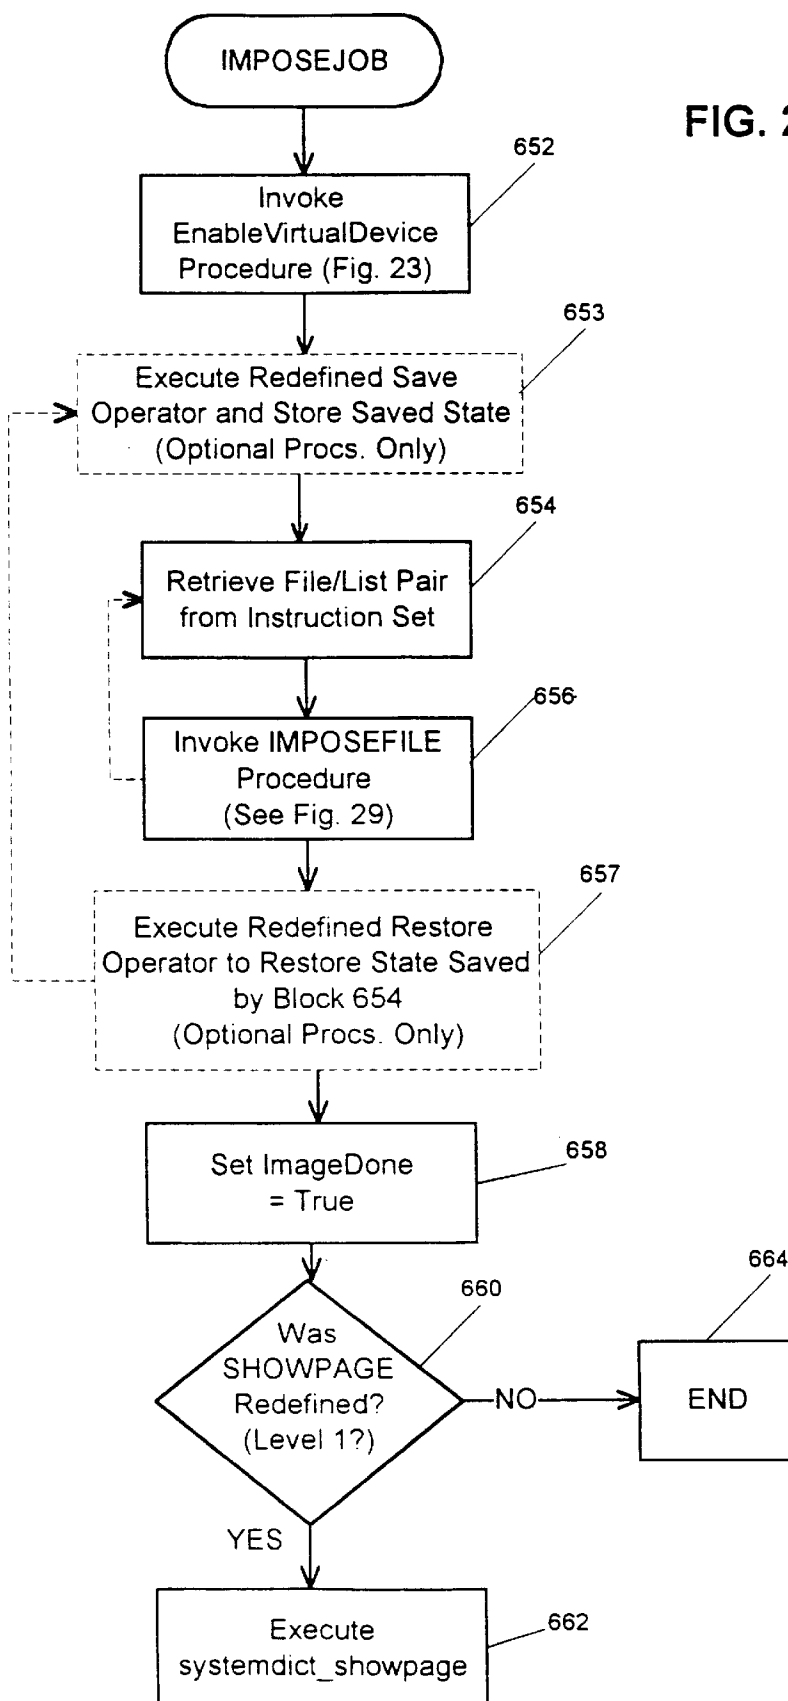 IMPOSEJOB
FIG. 2
652
Invoke
EnableVirtualDevice
Procedure (Fig. 23)
653
Execute Redefined Save
Operator and Store Saved State
(Optional Procs. Only)
654
Retrieve File/List Pair
from Instruction Set
656
Invoke IMPOSEFILE
Procedure
(See Fig. 29)
657
Execute Redefined Restore
Operator to Restore State Saved
by Block 654
(Optional Procs. Only)
658
Set ImageDone
= True
660
Was
SHOWPAGE
Redefined?
(Level 1?)
NO
664
END
YES
662
Execute
systemdict_showpage